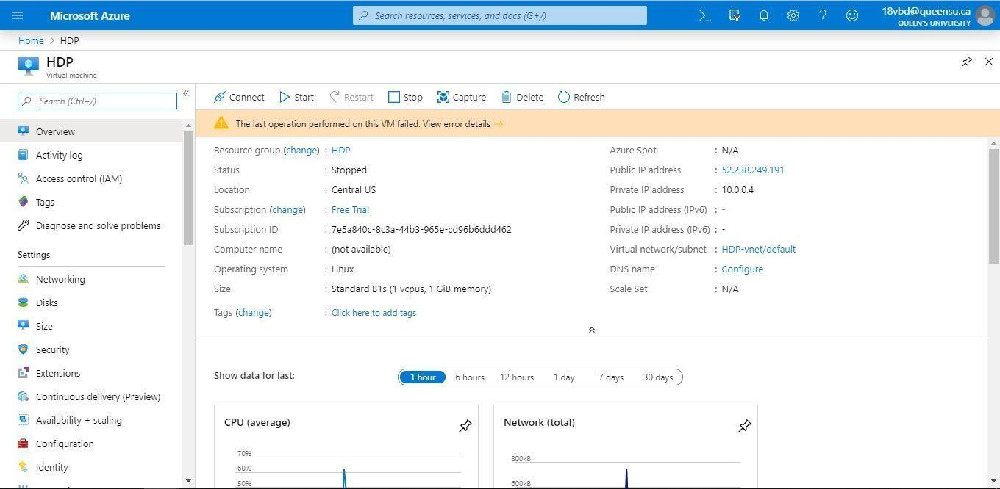 Microsoft Azure
Search resources, services, and docs (G+/)
18vbd@queensu.ca
QUEEN'S UNIVERSITY
Home > HDP
HDP
Virtual machine
Search (Ctrl+/)
Connect Start Restart Stop Capture Delete Refresh
The last operation performed on this VM failed. View error details →
Overview
Activity log
Access control (IAM)
Tags
Diagnose and solve problems
Settings
Networking
Disks
Size
Security
Extensions
Continuous delivery (Preview)
Availability + scaling
Configuration
Identity
Resource group (change) : HDP
Status : Stopped
Location : Central US
Subscription (change) : Free Trial
Subscription ID : 7e5a840c-8c3a-44b3-965e-cd96b6ddd462
Computer name : (not available)
Operating system : Linux
Size : Standard B1s (1 vcpus, 1 GiB memory)
Tags (change) : Click here to add tags
Azure Spot : N/A
Public IP address : 52.238.249.191
Private IP address : 10.0.0.4
Public IP address (IPv6) : -
Private IP address (IPv6) : -
Virtual network/subnet : HDP-vnet/default
DNS name : Configure
Scale Set : N/A
Show data for last: 1 hour 6 hours 12 hours 1 day 7 days 30 days
CPU (average)
70%
60%
50%
Network (total)
800kB
600kB